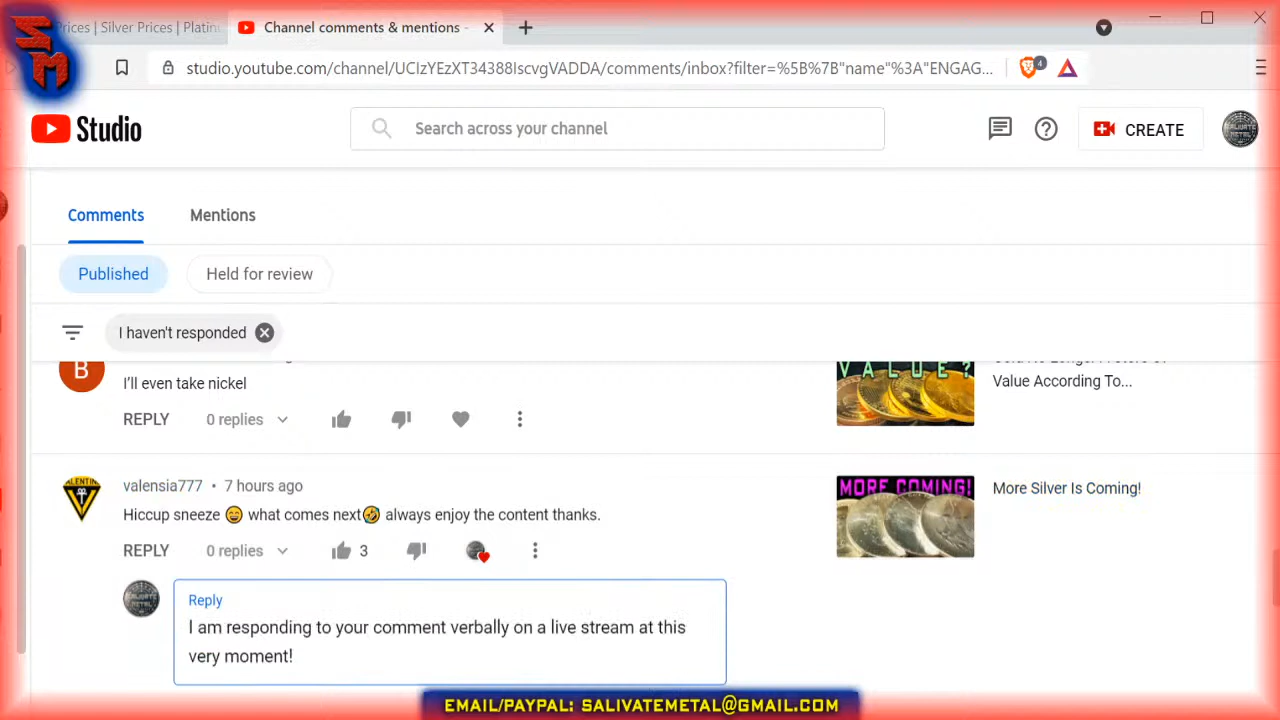 SM
Prices | Silver Prices | Platinu
Channel comments & mentions -
studio.youtube.com/channel/UCIzYEzXT34388IscvgVADDA/comments/inbox?filter=%5B%7B"name"%3A"ENGAG...
4
Studio
Search across your channel
CREATE
Comments
Mentions
Published
Held for review
I haven't responded
B
I'll even take nickel
REPLY
0 replies
VALUE?
Value According To...
valensia777 • 7 hours ago
Hiccup sneeze 😄 what comes next🤣 always enjoy the content thanks.
REPLY
0 replies
3
MORE COMING!
More Silver Is Coming!
Reply
I am responding to your comment verbally on a live stream at this
very moment!
EMAIL/PAYPAL: SALIVATEMETAL@GMAIL.COM